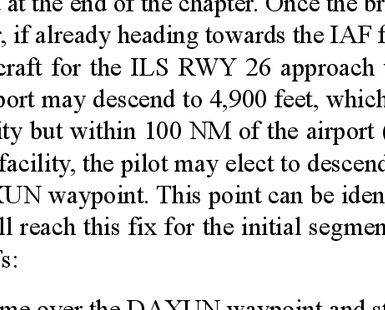 at the end of the chapter. Once the br
, if already heading towards the IAF f
craft for the ILS RWY 26 approach
port may descend to 4,900 feet, which
ity but within 100 NM of the airport (
facility, the pilot may elect to descend
XUN waypoint. This point can be iden
ll reach this fix for the initial segmen
s:
me over the DAXUN waypoint and st